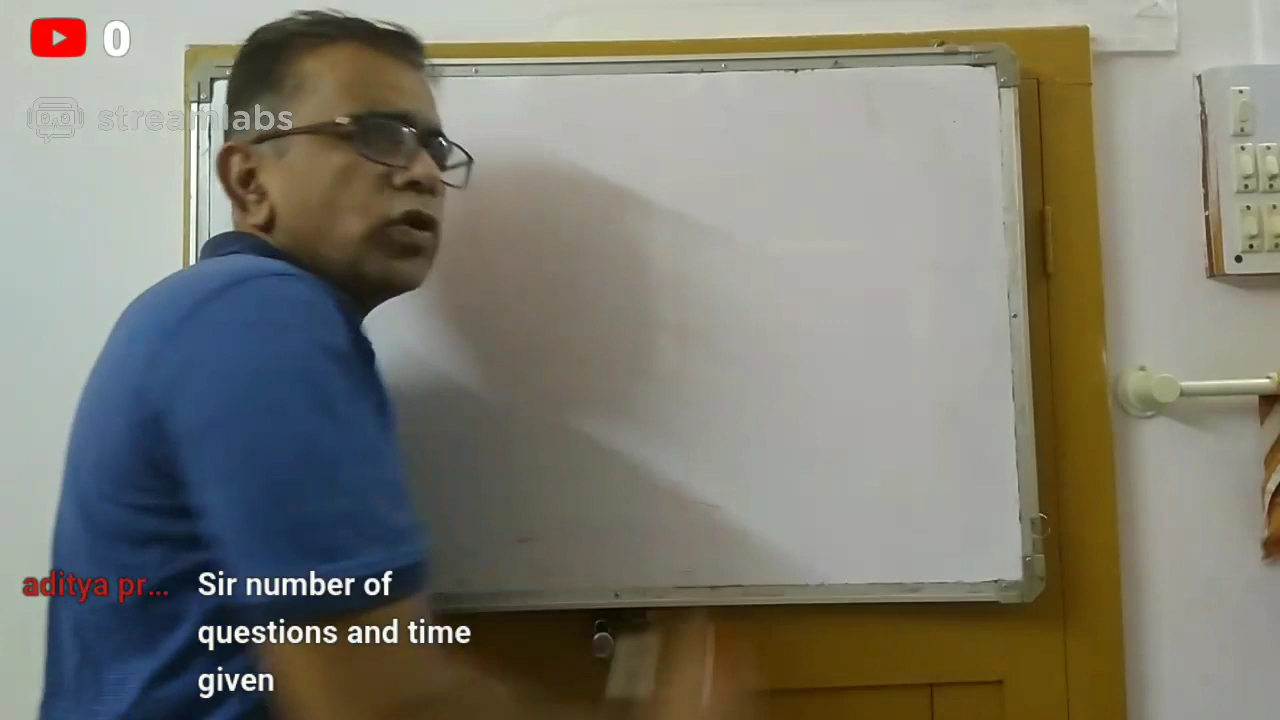 0
streamlabs
aditya pr... Sir number of
questions and time
given